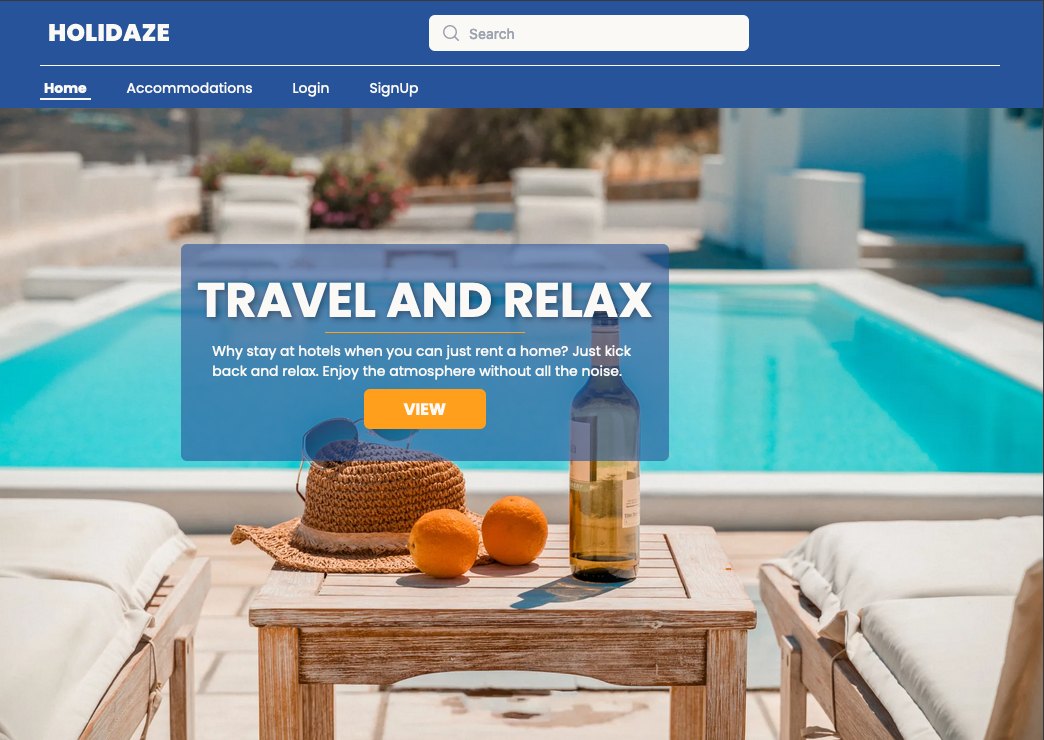 HOLIDAZE
Search
Home
Accommodations
Login
SignUp
TRAVEL AND RELAX
Why stay at hotels when you can just rent a home? Just kick
back and relax. Enjoy the atmosphere without all the noise.
VIEW